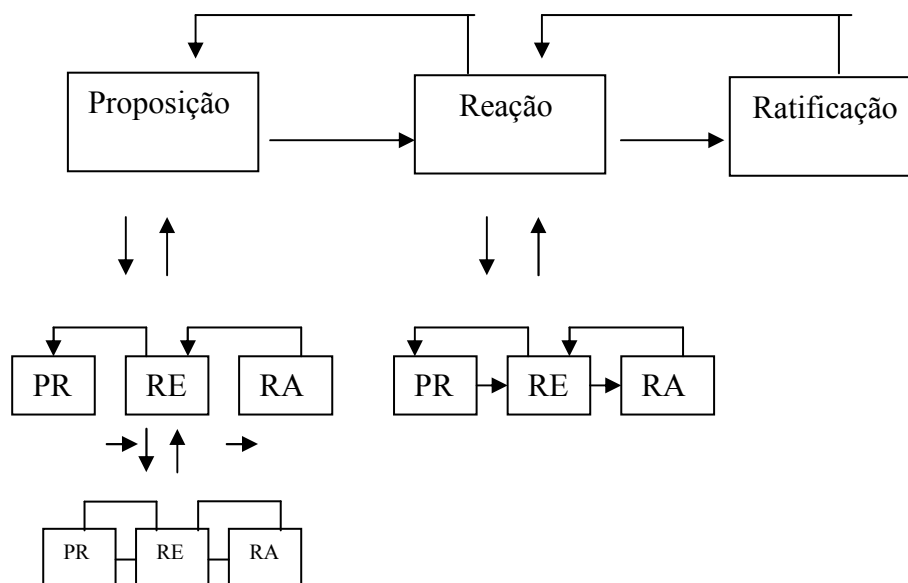 Proposição
Reação
Ratificação
PR
RE
RA
PR
RE
RA
PR
RE
RA